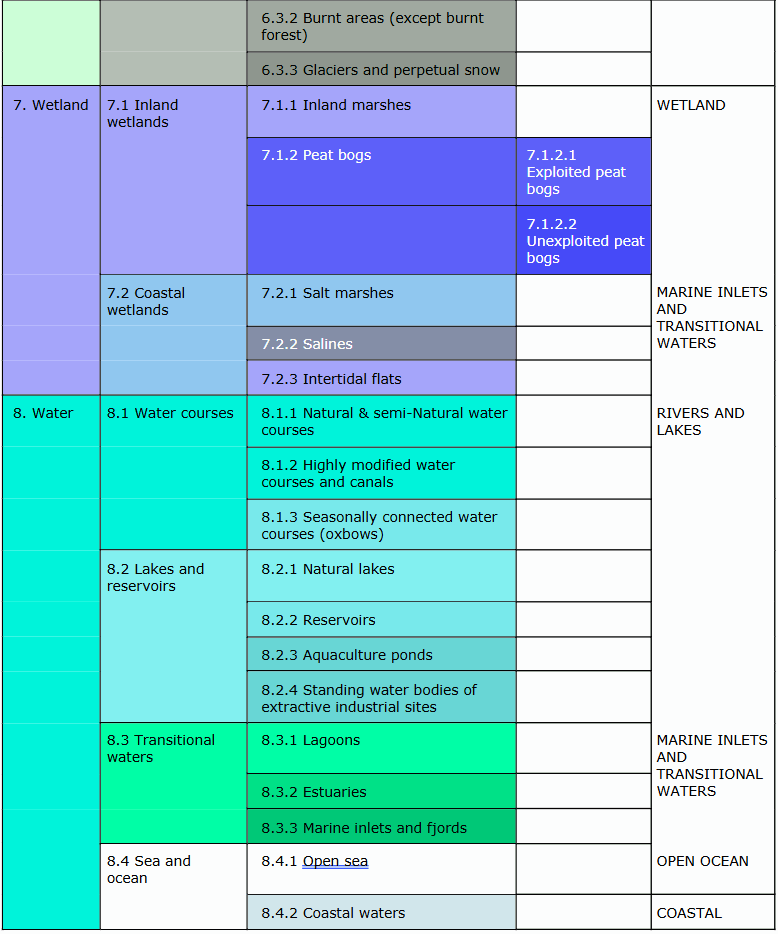 6.3.2 Burnt areas (except burnt
forest)
6.3.3 Glaciers and perpetual snow
7. Wetland
7.1 Inland
wetlands
7.1.1 Inland marshes
WETLAND
7.1.2 Peat bogs
7.1.2.1
Exploited peat
bogs
7.1.2.2
Unexploited peat
bogs
7.2 Coastal
wetlands
7.2.1 Salt marshes
MARINE INLETS
AND
TRANSITIONAL
WATERS
7.2.2 Salines
7.2.3 Intertidal flats
8. Water
8.1 Water courses
8.1.1 Natural & semi-Natural water
courses
RIVERS AND
LAKES
8.1.2 Highly modified water
courses and canals
8.1.3 Seasonally connected water
courses (oxbows)
8.2 Lakes and
reservoirs
8.2.1 Natural lakes
8.2.2 Reservoirs
8.2.3 Aquaculture ponds
8.2.4 Standing water bodies of
extractive industrial sites
8.3 Transitional
waters
8.3.1 Lagoons
MARINE INLETS
AND
TRANSITIONAL
WATERS
8.3.2 Estuaries
8.3.3 Marine inlets and fjords
8.4 Sea and
ocean
8.4.1 Open sea
OPEN OCEAN
8.4.2 Coastal waters
COASTAL